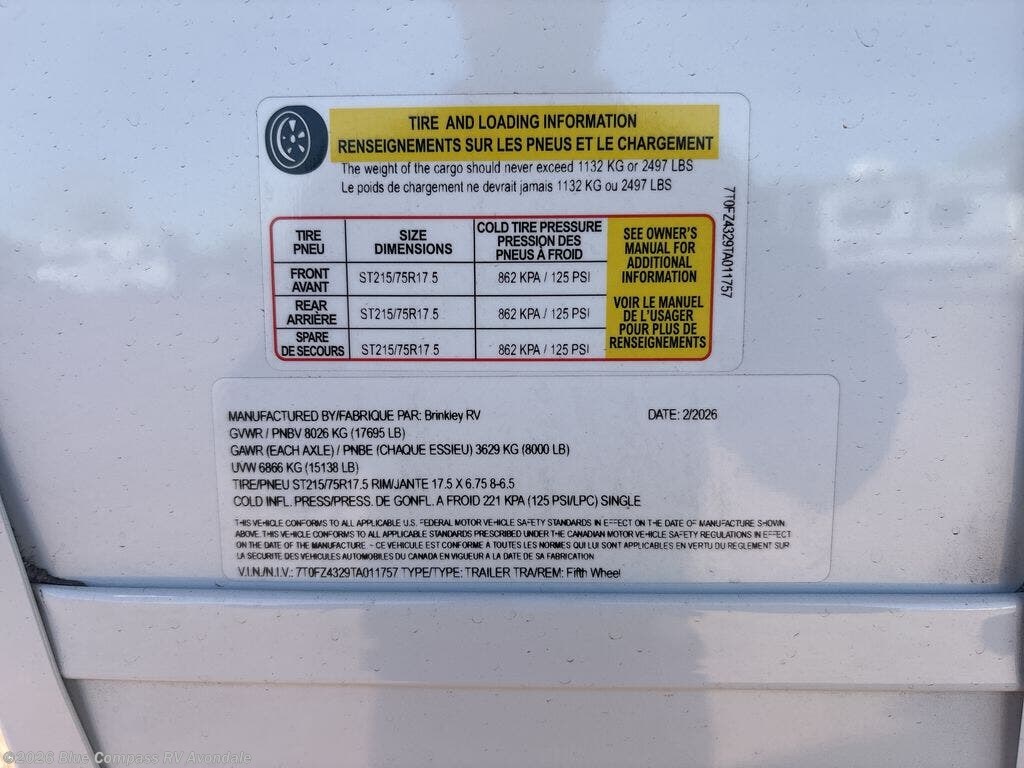 TIRE AND LOADING INFORMATION
RENSEIGNEMENTS SUR LES PNEUS ET LE CHARGEMENT
The weight of the cargo should never exceed 1132 KG or 2497 LBS
Le poids de chargement ne devrait jamais 1132 KG ou 2497 LBS
TIRE PNEU
SIZE DIMENSIONS
COLD TIRE PRESSURE
PRESSION DES
PNEUS À FROID
FRONT AVANT ST215/75R17.5 862 KPA / 125 PSI
REAR ARRIÈRE ST215/75R17.5 862 KPA / 125 PSI
SPARE DE SECOURS ST215/75R17.5 862 KPA / 125 PSI
SEE OWNER'S
MANUAL FOR
ADDITIONAL
INFORMATION
VOIR LE MANUEL
DE L'USAGER
POUR PLUS DE
RENSEIGNEMENTS
7T0FZ4329TA011757
MANUFACTURED BY/FABRIQUE PAR: Brinkley RV DATE: 2/2026
GVWR / PNBV 8026 KG (17695 LB)
GAWR (EACH AXLE) / PNBE (CHAQUE ESSIEU) 3629 KG (8000 LB)
UVW 6866 KG (15138 LB)
TIRE/PNEU ST215/75R17.5 RIM/JANTE 17.5 X 6.75 8-6.5
COLD INFL. PRESS/PRESS. DE GONFL. A FROID 221 KPA (125 PSI/LPC) SINGLE
THIS VEHICLE CONFORMS TO ALL APPLICABLE U.S. FEDERAL MOTOR VEHICLE SAFETY STANDARDS IN EFFECT ON THE DATE OF MANUFACTURE SHOWN
ABOVE. THIS VEHICLE CONFORMS TO ALL APPLICABLE STANDARDS PRESCRIBED UNDER THE CANADIAN MOTOR VEHICLE SAFETY REGULATIONS IN EFFECT
ON THE DATE OF THE MANUFACTURE - CE VEHICULE EST CONFORME A TOUTES LES NORMES QUI LUI SONT APPLICABLES EN VERTU DU REGLEMENT SUR
LA SECURITE DES VEHICULES AUTOMOBILES DU CANADA EN VIGUEUR A LA DATE DE SA FABRICATION
V.I.N./N.I.V.: 7T0FZ4329TA011757 TYPE/TYPE: TRAILER TRA/REM: Fifth Wheel
©2026 Blue Compass RV Avondale